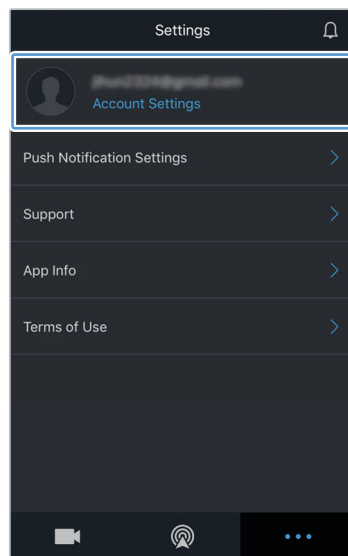 Settings
Account Settings
Push Notification Settings
Support
App Info
Terms of Use